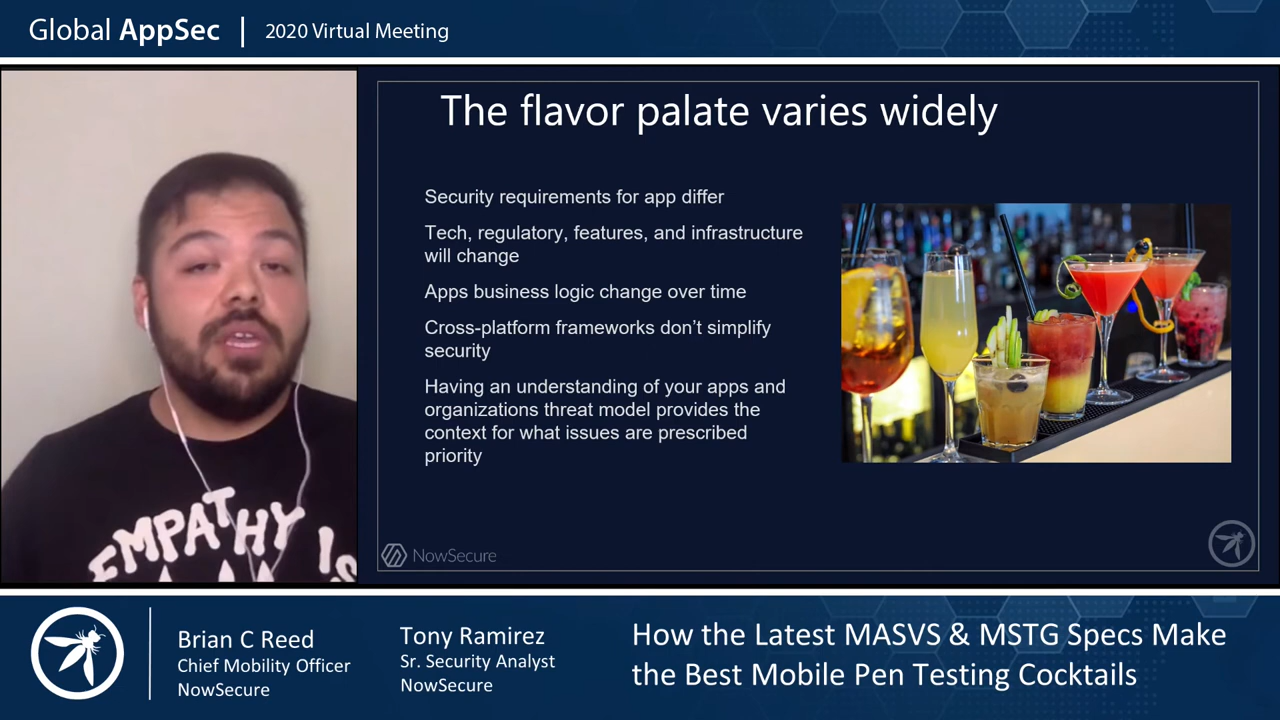 Global AppSec | 2020 Virtual Meeting
The flavor palate varies widely
Security requirements for app differ
Tech, regulatory, features, and infrastructure
will change
Apps business logic change over time
Cross-platform frameworks don’t simplify
security
Having an understanding of your apps and
organizations threat model provides the
context for what issues are prescribed
priority
EMPATHY IS
NowSecure
Brian C Reed
Chief Mobility Officer
NowSecure
Tony Ramirez
Sr. Security Analyst
NowSecure
How the Latest MASVS & MSTG Specs Make
the Best Mobile Pen Testing Cocktails